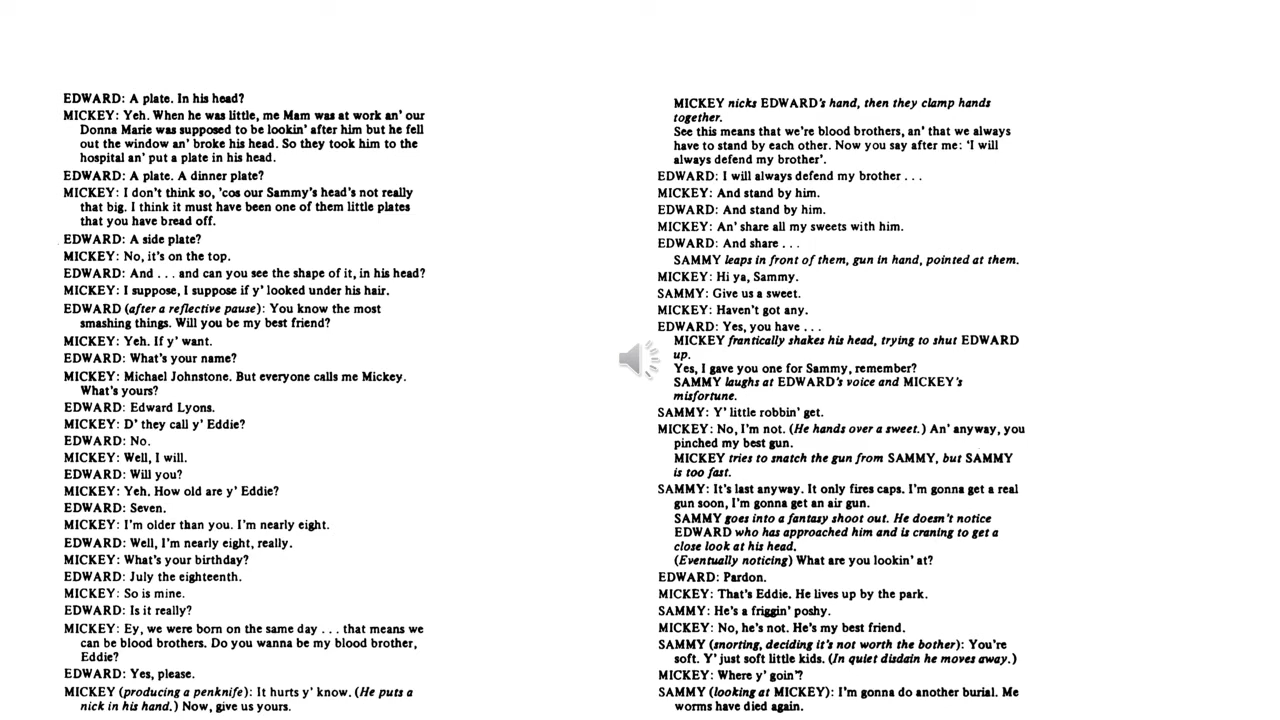 EDWARD: A plate. In his head?
MICKEY: Yeh. When he was little, me Mam was at work an' our
Donna Marie was supposed to be lookin' after him but he fell
out the window an' broke his head. So they took him to the
hospital an' put a plate in his head.
EDWARD: A plate. A dinner plate?
MICKEY: I don't think so, 'cos our Sammy's head's not really
that big. I think it must have been one of them little plates
that you have bread off.
EDWARD: A side plate?
MICKEY: No, it's on the top.
EDWARD: And . . . and can you see the shape of it, in his head?
MICKEY: I suppose, I suppose if y' looked under his hair.
EDWARD (after a reflective pause): You know the most
smashing things. Will you be my best friend?
MICKEY: Yeh. If y' want.
EDWARD: What's your name?
MICKEY: Michael Johnstone. But everyone calls me Mickey.
What's yours?
EDWARD: Edward Lyons.
MICKEY: D' they call y' Eddie?
EDWARD: No.
MICKEY: Well, I will.
EDWARD: Will you?
MICKEY: Yeh. How old are y' Eddie?
EDWARD: Seven.
MICKEY: I'm older than you. I'm nearly eight.
EDWARD: Well, I'm nearly eight, really.
MICKEY: What's your birthday?
EDWARD: July the eighteenth.
MICKEY: So is mine.
EDWARD: Is it really?
MICKEY: Ey, we were born on the same day . . . that means we
can be blood brothers. Do you wanna be my blood brother,
Eddie?
EDWARD: Yes, please.
MICKEY (producing a penknife): It hurts y' know. (He puts a
nick in his hand.) Now, give us yours.
MICKEY nicks EDWARD's hand, then they clamp hands
together.
See this means that we're blood brothers, an' that we always
have to stand by each other. Now you say after me: 'I will
always defend my brother'.
EDWARD: I will always defend my brother . . .
MICKEY: And stand by him.
EDWARD: And stand by him.
MICKEY: An' share all my sweets with him.
EDWARD: And share . . .
SAMMY leaps in front of them, gun in hand, pointed at them.
MICKEY: Hi ya, Sammy.
SAMMY: Give us a sweet.
MICKEY: Haven't got any.
EDWARD: Yes, you have . . .
MICKEY frantically shakes his head, trying to shut EDWARD
up.
Yes, I gave you one for Sammy, remember?
SAMMY laughs at EDWARD's voice and MICKEY's
misfortune.
SAMMY: Y' little robbin' get.
MICKEY: No, I'm not. (He hands over a sweet.) An' anyway, you
pinched my best gun.
MICKEY tries to snatch the gun from SAMMY, but SAMMY
is too fast.
SAMMY: It's last anyway. It only fires caps. I'm gonna get a real
gun soon, I'm gonna get an air gun.
SAMMY goes into a fantasy shoot out. He doesn't notice
EDWARD who has approached him and is craning to get a
close look at his head.
(Eventually noticing) What are you lookin' at?
EDWARD: Pardon.
MICKEY: That's Eddie. He lives up by the park.
SAMMY: He's a friggin' poshy.
MICKEY: No, he's not. He's my best friend.
SAMMY (snorting, deciding it's not worth the bother): You're
soft. Y' just soft little kids. (In quiet disdain he moves away.)
MICKEY: Where y' goin'?
SAMMY (looking at MICKEY): I'm gonna do another burial. Me
worms have died again.